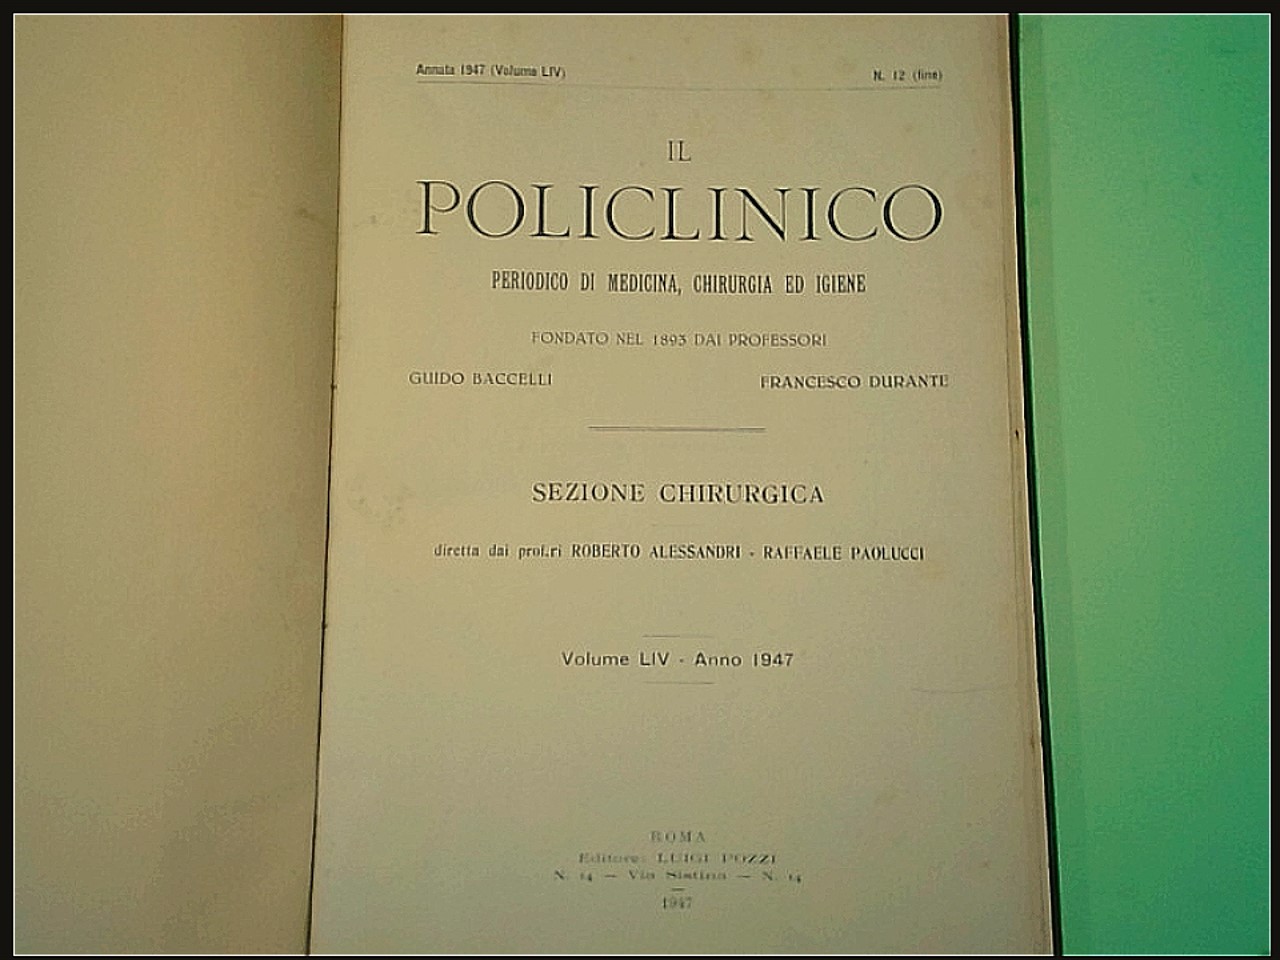 Annata 1947 (Volume LIV) N. 12 (fine)
IL
POLICLINICO
PERIODICO DI MEDICINA, CHIRURGIA ED IGIENE
FONDATO NEL 1893 DAI PROFESSORI
GUIDO BACCELLI FRANCESCO DURANTE
SEZIONE CHIRURGICA
diretta dai prof.ri ROBERTO ALESSANDRI - RAFFAELE PAOLUCCI
Volume LIV - Anno 1947
ROMA
Editore: LUIGI POZZI
N. 14 — Via Sistina — N. 14
1947